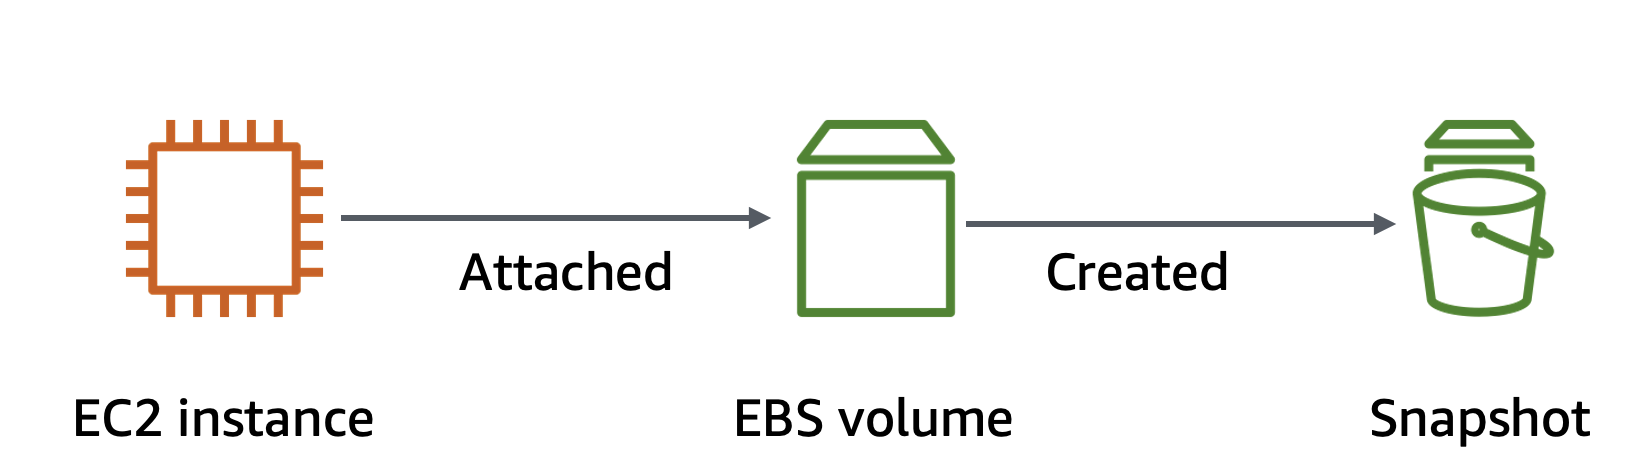 Attached
Created
EC2 instance
EBS volume
Snapshot